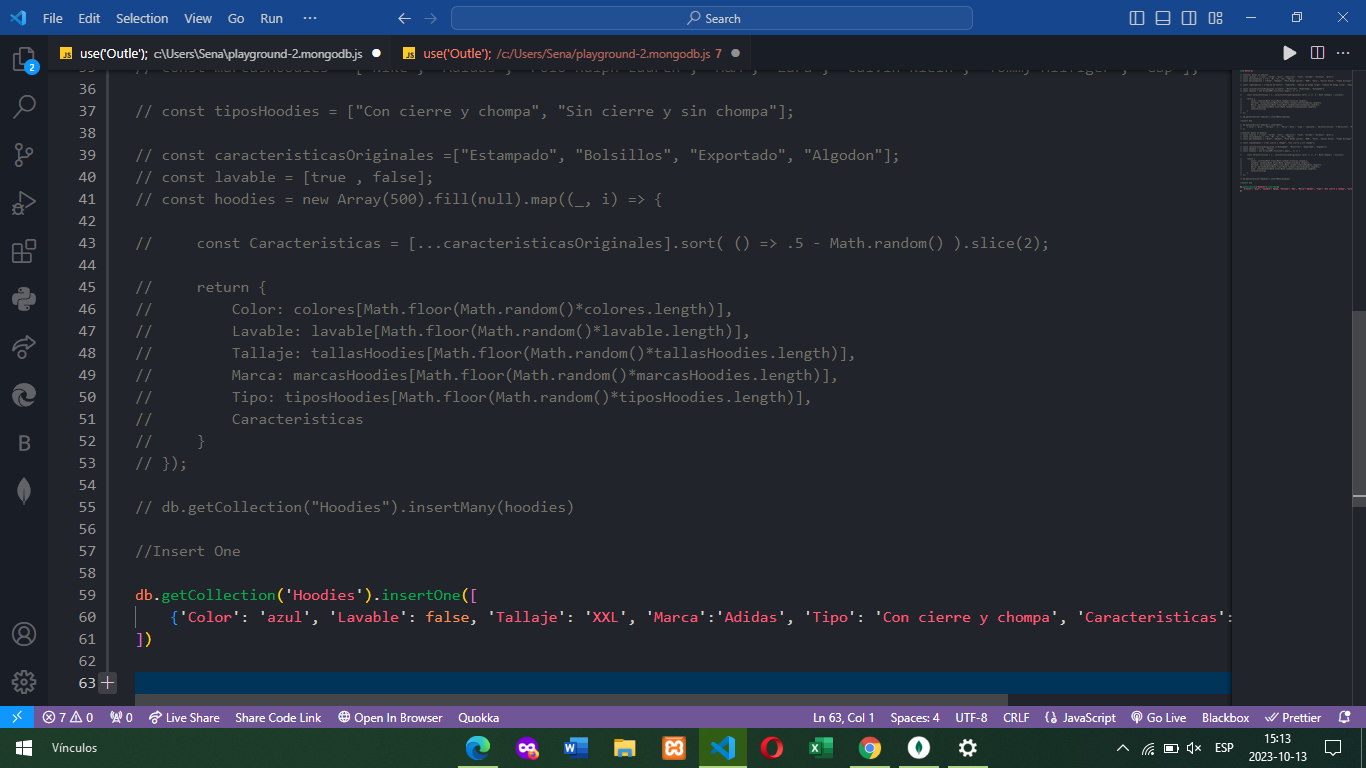 File Edit Selection View Go Run ··· Search
use('Outle'); c:\Users\Sena\playground-2.mongodb.js ● use('Outle'); /c:/Users/Sena/playground-2.mongodb.js 7 ●
36
37 // const tiposHoodies = ["Con cierre y chompa", "Sin cierre y sin chompa"];
38
39 // const caracteristicasOriginales =["Estampado", "Bolsillos", "Exportado", "Algodon"];
40 // const lavable = [true , false];
41 // const hoodies = new Array(500).fill(null).map((_, i) => {
42
43 //     const Caracteristicas = [...caracteristicasOriginales].sort( () => .5 - Math.random() ).slice(2);
44
45 //     return {
46 //         Color: colores[Math.floor(Math.random()*colores.length)],
47 //         Lavable: lavable[Math.floor(Math.random()*lavable.length)],
48 //         Tallaje: tallasHoodies[Math.floor(Math.random()*tallasHoodies.length)],
49 //         Marca: marcasHoodies[Math.floor(Math.random()*marcasHoodies.length)],
50 //         Tipo: tiposHoodies[Math.floor(Math.random()*tiposHoodies.length)],
51 //         Caracteristicas
52 //     }
53 // });
54
55 // db.getCollection("Hoodies").insertMany(hoodies)
56
57 //Insert One
58
59 db.getCollection('Hoodies').insertOne([
60     {'Color': 'azul', 'Lavable': false, 'Tallaje': 'XXL', 'Marca':'Adidas', 'Tipo': 'Con cierre y chompa', 'Caracteristicas':
61 ])
62
63
2
B
7 0 0 Live Share Share Code Link Open In Browser Quokka Ln 63, Col 1 Spaces: 4 UTF-8 CRLF JavaScript Go Live Blackbox Prettier
Vínculos ESP 15:13
2023-10-13